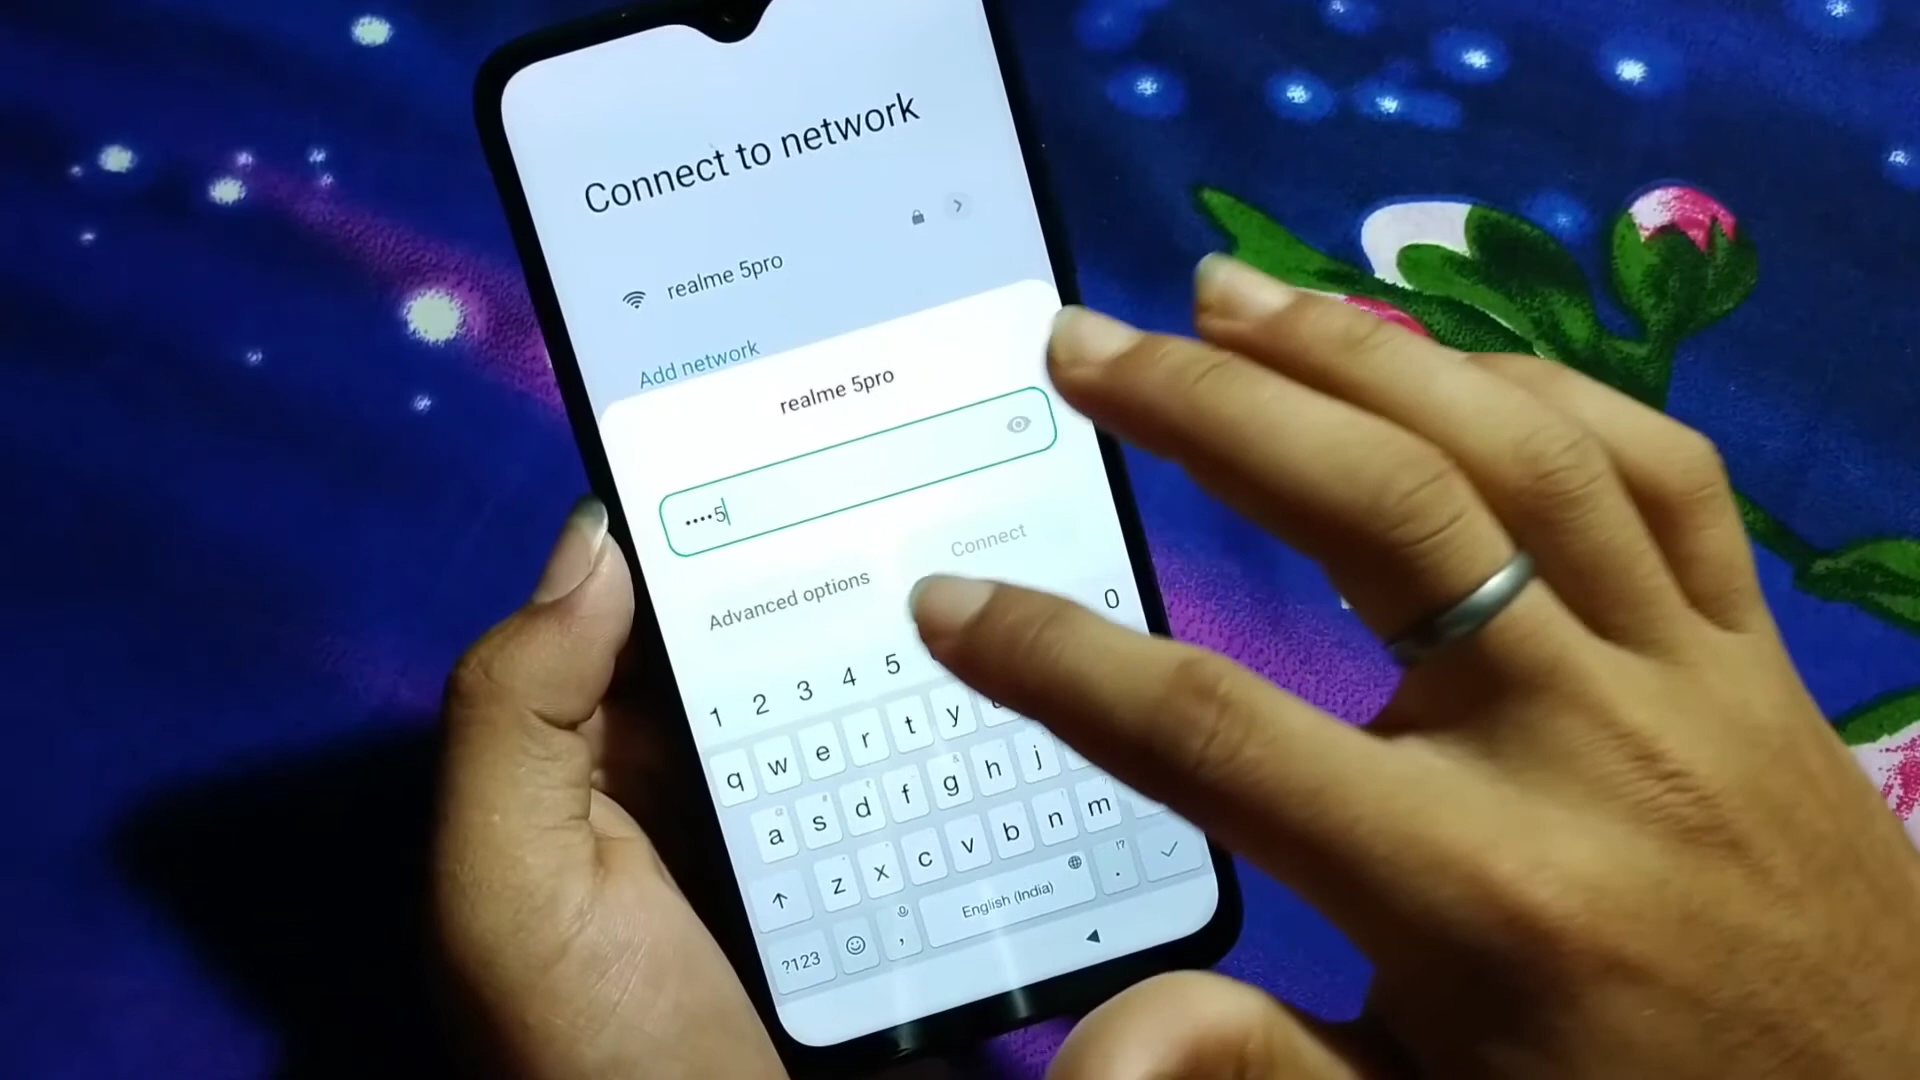 Connect to network
realme 5pro
Add network
realme 5pro
••••5
Advanced options
Connect
1 2 3 4 5 0
q w e r t y
a s d f g h j
z x c v b n m
?123 , English (India) . !?